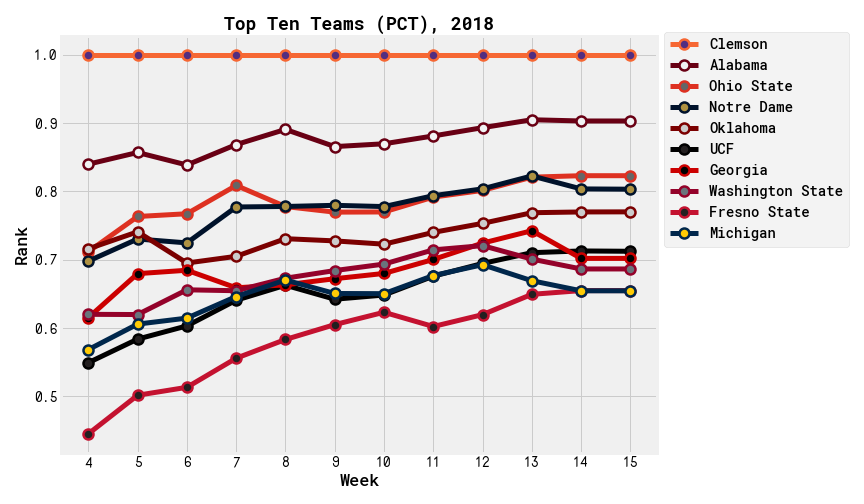 Top Ten Teams (PCT), 2018
1.0
0.9
0.8
0.7
0.6
0.5
Rank
4 5 6 7 8 9 10 11 12 13 14 15
Week
Clemson
Alabama
Ohio State
Notre Dame
Oklahoma
UCF
Georgia
Washington State
Fresno State
Michigan